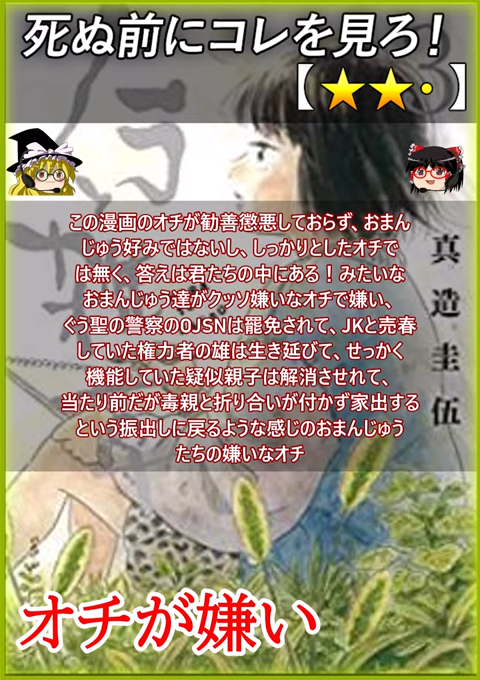 死ぬ前にコレを見ろ！
【★★・】
この漫画のオチが勧善懲悪しておらず、おまん
じゅう好みではないし、しっかりとしたオチで
は無く、答えは君たちの中にある！みたいな
おまんじゅう達がクッソ嫌いなオチで嫌い、
ぐう聖の警察のOJSNは罷免されて、JKと売春
していた権力者の雄は生き延びて、せっかく
機能していた疑似親子は解消させれて、
当たり前だが毒親と折り合いが付かず家出する
という振出しに戻るような感じのおまんじゅう
たちの嫌いなオチ
真造圭伍
オチが嫌い